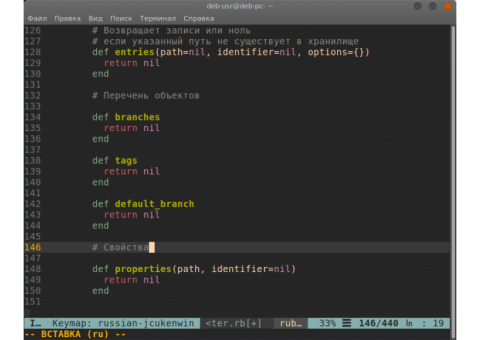 deb-usr@deb-pc: ~
Файл Правка Вид Поиск Терминал Справка
126 # Возвращает записи или ноль
127 # если указанный путь не существует в хранилище
128 def entries(path=nil, identifier=nil, options={})
129 return nil
130 end
131
132 # Перечень объектов
133
134 def branches
135 return nil
136 end
137
138 def tags
139 return nil
140 end
141
142 def default_branch
143 return nil
144 end
145
146 # Свойства
147
148 def properties(path, identifier=nil)
149 return nil
150 end
151
I… Keymap: russian-jcukenwin <ter.rb[+] rub… 33% ☰ 146/440 ㏑ : 19
-- ВСТАВКА (ru) --